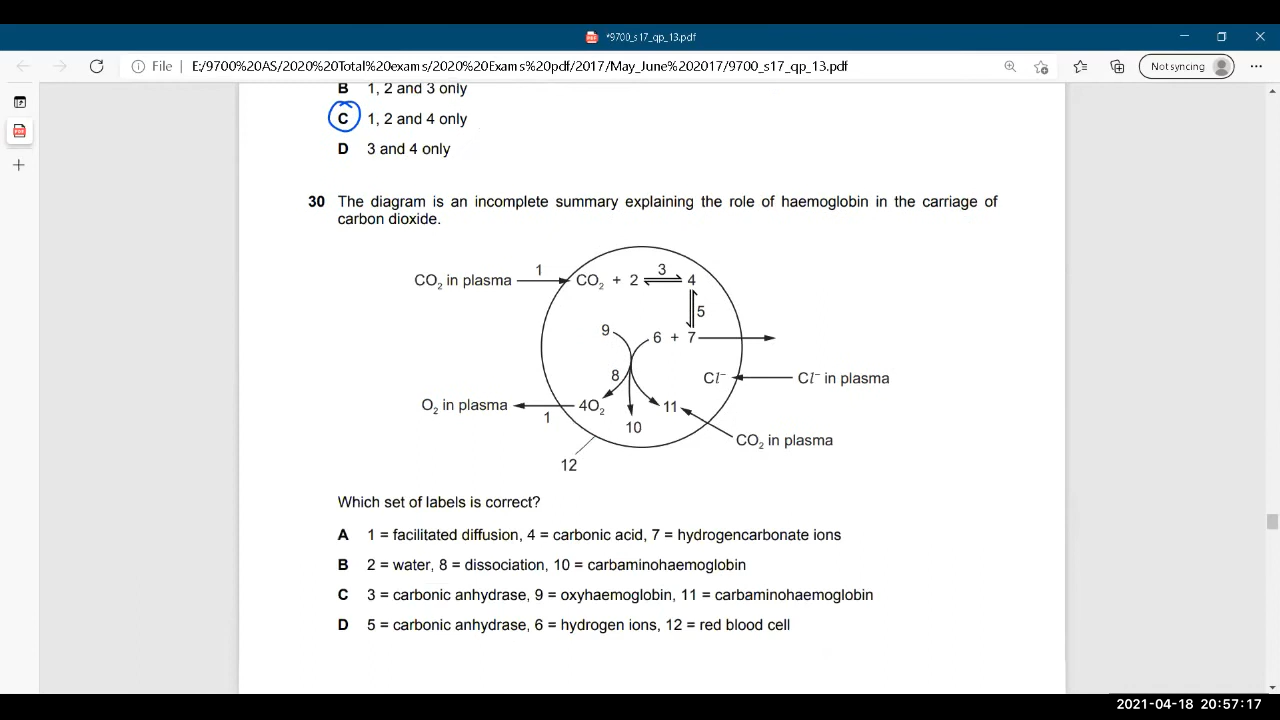 *9700_s17_qp_13.pdf
File | E:/9700%20AS/2020%20Total%20exams/2020%20Exams%20pdf/2017/May_June%202017/9700_s17_qp_13.pdf
Not syncing
B 1, 2 and 3 only
C 1, 2 and 4 only
D 3 and 4 only
30 The diagram is an incomplete summary explaining the role of haemoglobin in the carriage of
carbon dioxide.
CO₂ in plasma 1 CO₂ + 2 3 4
5
9 6 + 7
8 Cl⁻ Cl⁻ in plasma
O₂ in plasma 1 4O₂ 11
10
CO₂ in plasma
12
Which set of labels is correct?
A 1 = facilitated diffusion, 4 = carbonic acid, 7 = hydrogencarbonate ions
B 2 = water, 8 = dissociation, 10 = carbaminohaemoglobin
C 3 = carbonic anhydrase, 9 = oxyhaemoglobin, 11 = carbaminohaemoglobin
D 5 = carbonic anhydrase, 6 = hydrogen ions, 12 = red blood cell
2021-04-18 20:57:17